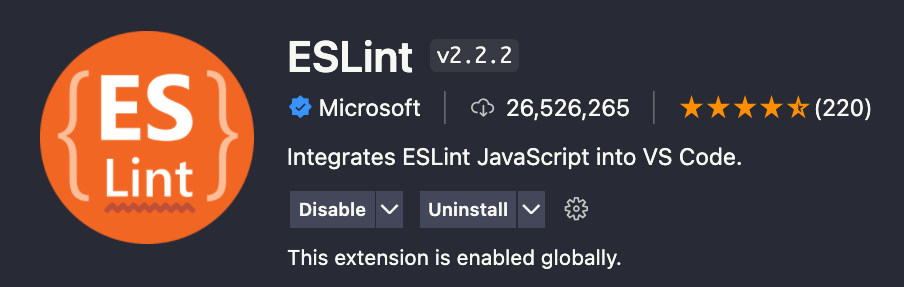 {ES
Lint}
ESLint v2.2.2
Microsoft 26,526,265 ★★★★⯪ (220)
Integrates ESLint JavaScript into VS Code.
Disable Uninstall
This extension is enabled globally.